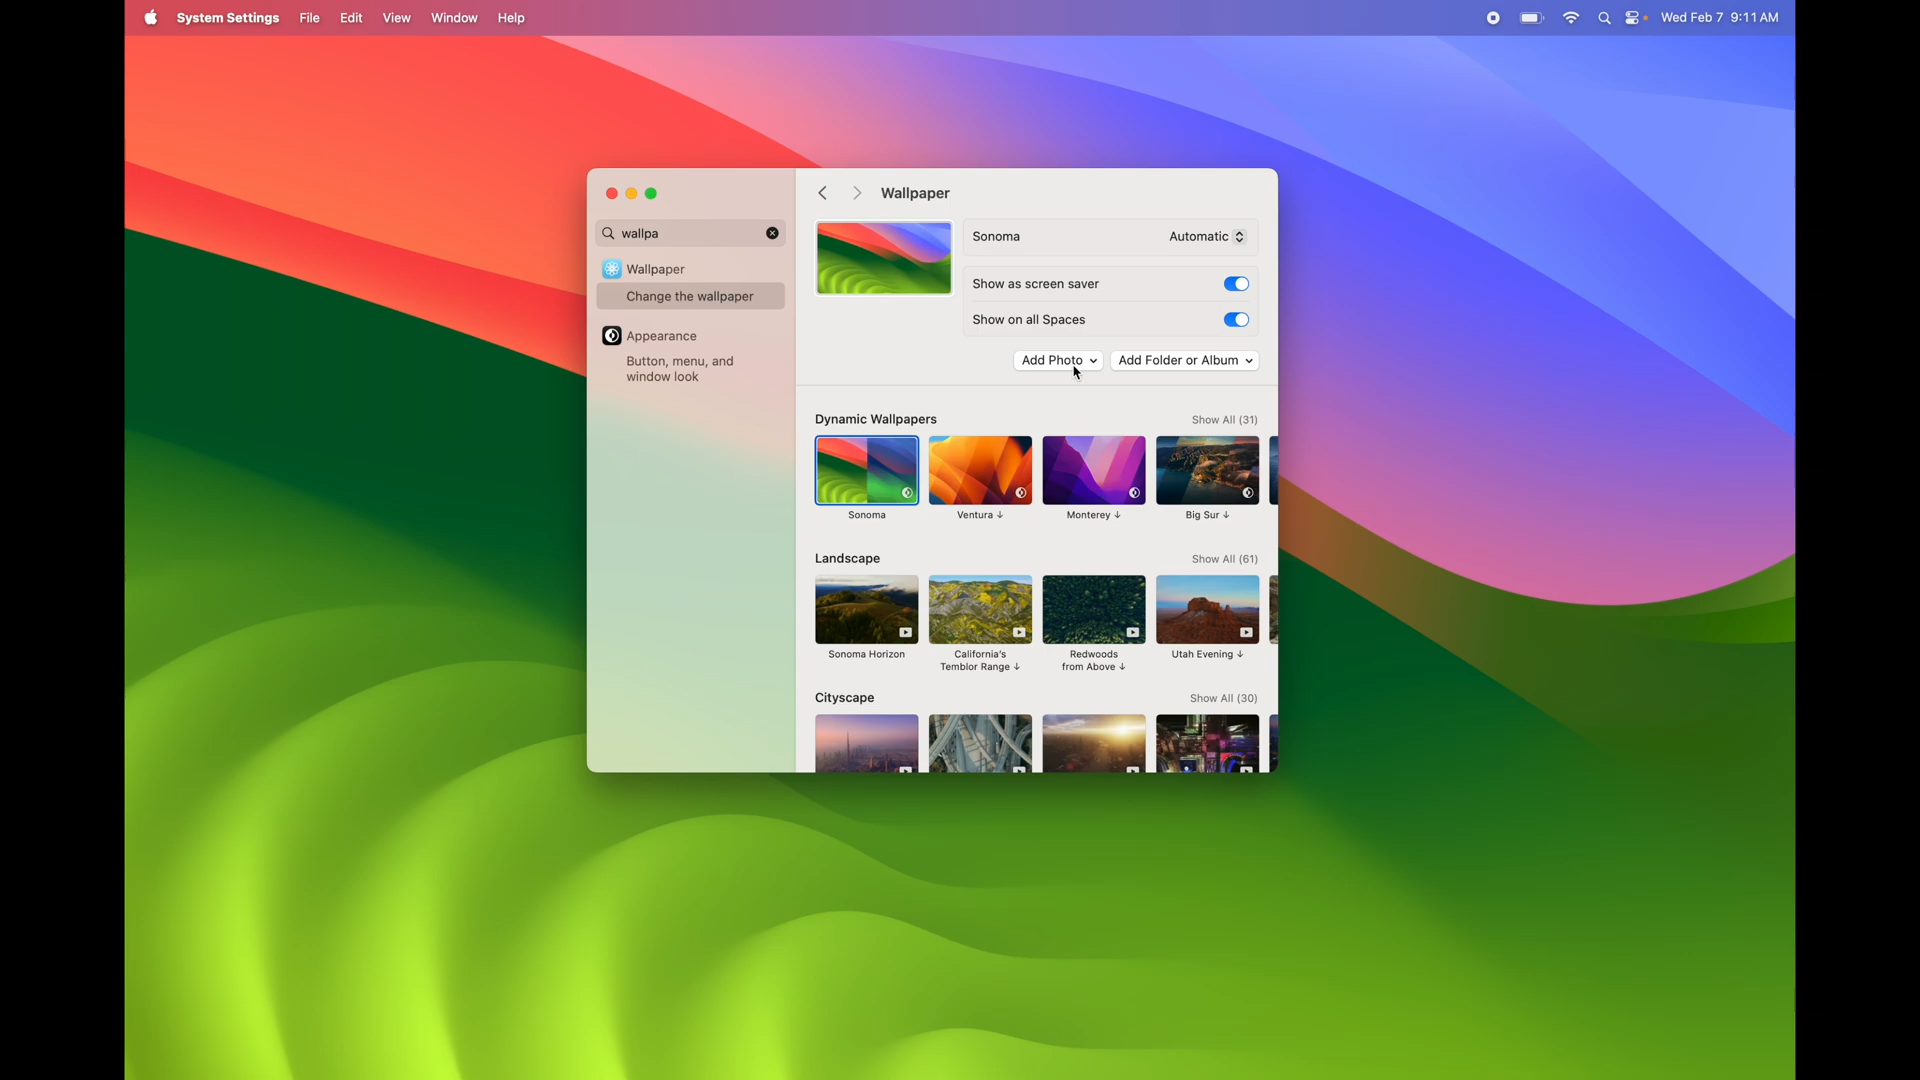 System Settings File Edit View Window Help Wed Feb 7 9:11 AM
Wallpaper
wallpa
Wallpaper
Change the wallpaper
Appearance
Button, menu, and
window look
Sonoma Automatic
Show as screen saver
Show on all Spaces
Add Photo Add Folder or Album
Dynamic Wallpapers Show All (31)
Sonoma Ventura ↓ Monterey ↓ Big Sur ↓
Landscape Show All (61)
Sonoma Horizon California's Redwoods Utah Evening ↓
Temblor Range ↓ from Above ↓
Cityscape Show All (30)